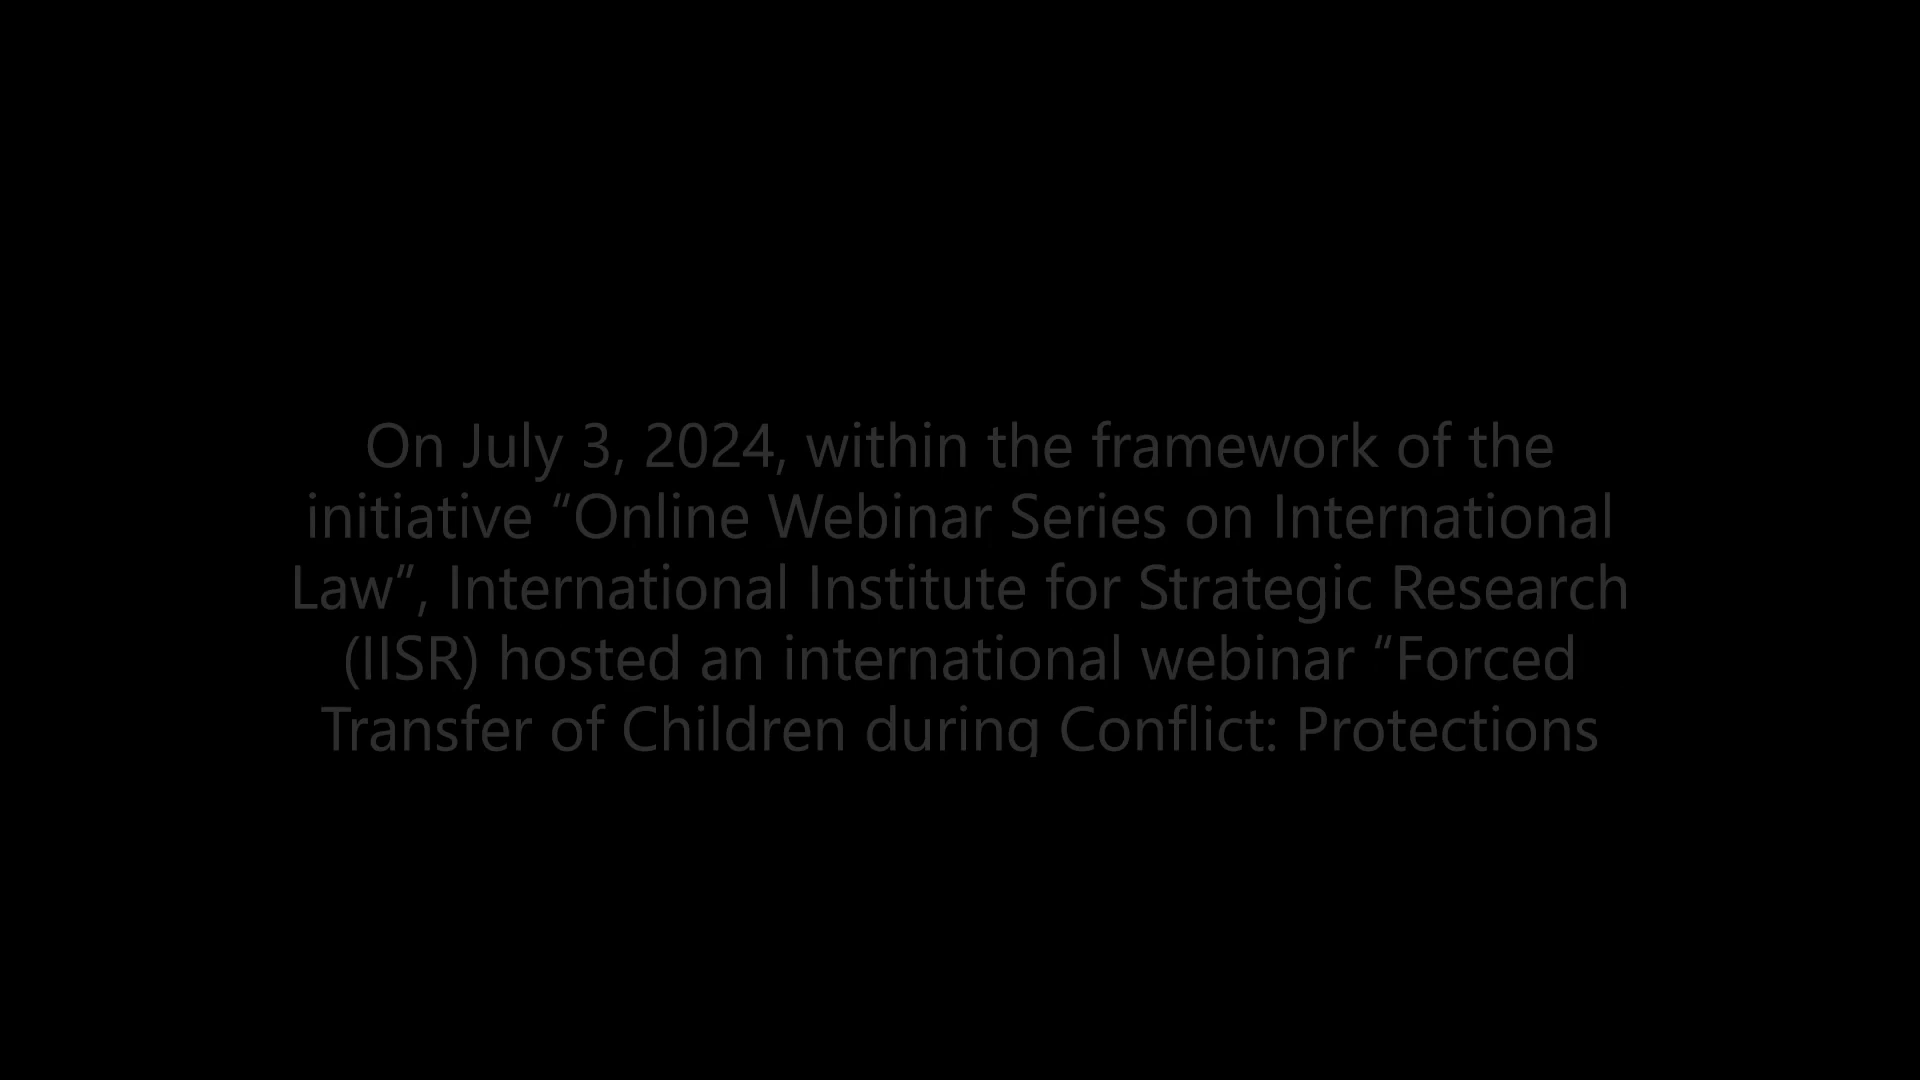 On July 3, 2024, within the framework of the
initiative “Online Webinar Series on International
Law”, International Institute for Strategic Research
(IISR) hosted an international webinar “Forced
Transfer of Children during Conflict: Protections